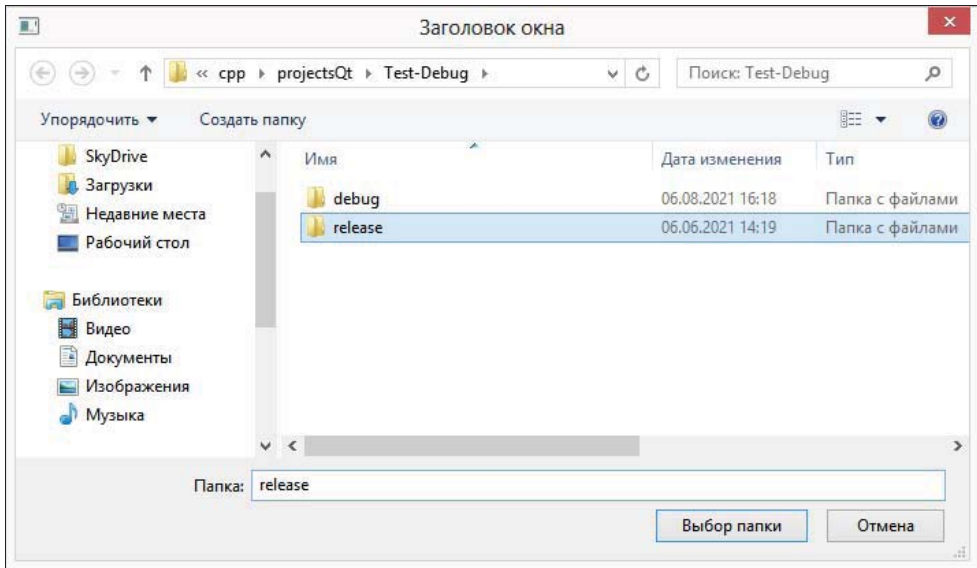 Заголовок окна
« cpp projectsQt Test-Debug
Поиск: Test-Debug
Упорядочить Создать папку
SkyDrive
Загрузки
Недавние места
Рабочий стол
Библиотеки
Видео
Документы
Изображения
Музыка
Имя Дата изменения Тип
debug 06.08.2021 16:18 Папка с файлами
release 06.06.2021 14:19 Папка с файлами
Папка: release
Выбор папки Отмена